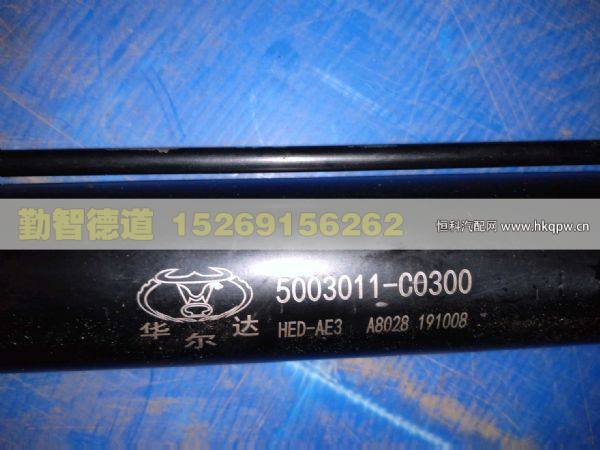 勤智德道 15269156262
恒科汽配网 www.hkqpw.cn
5003011-C0300
华尔达
HED-AE3 A8028 191008